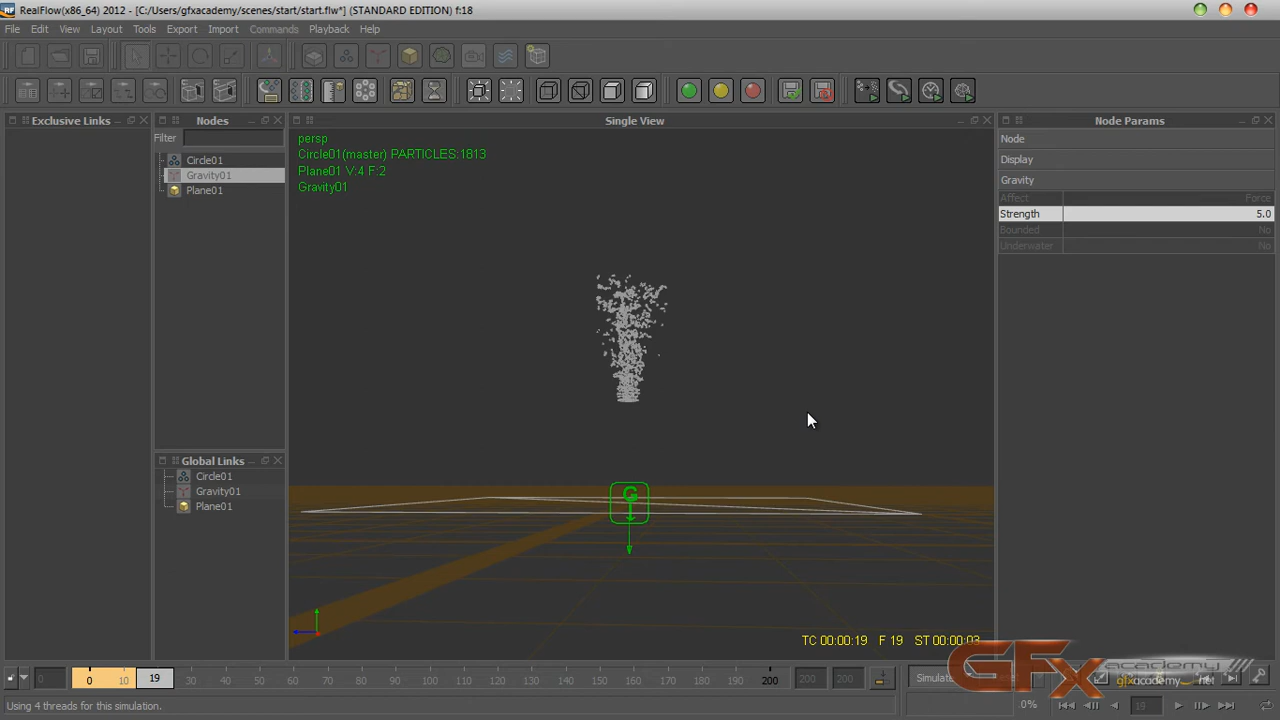 RealFlow(x86_64) 2012 - [C:/Users/gfxacademy/scenes/start/start.flw*] (STANDARD EDITION) f:18
File Edit View Layout Tools Export Import Commands Playback Help
Exclusive Links
Nodes
Filter
Circle01
Gravity01
Plane01
Global Links
Circle01
Gravity01
Plane01
Single View
persp
Circle01(master) PARTICLES:1813
Plane01 V:4 F:2
Gravity01
G
TC 00:00:19 F 19 ST 00:00:03
Node Params
Node
Display
Gravity
Affect Force
Strength 5.0
Bounded No
Underwater No
0 0 10 19 30 40 50 60 70 80 90 100 110 120 130 140 150 160 170 180 190 200 200 200
Simulate
GFx academy
gfxacademy.net
Using 4 threads for this simulation.
.0%
19